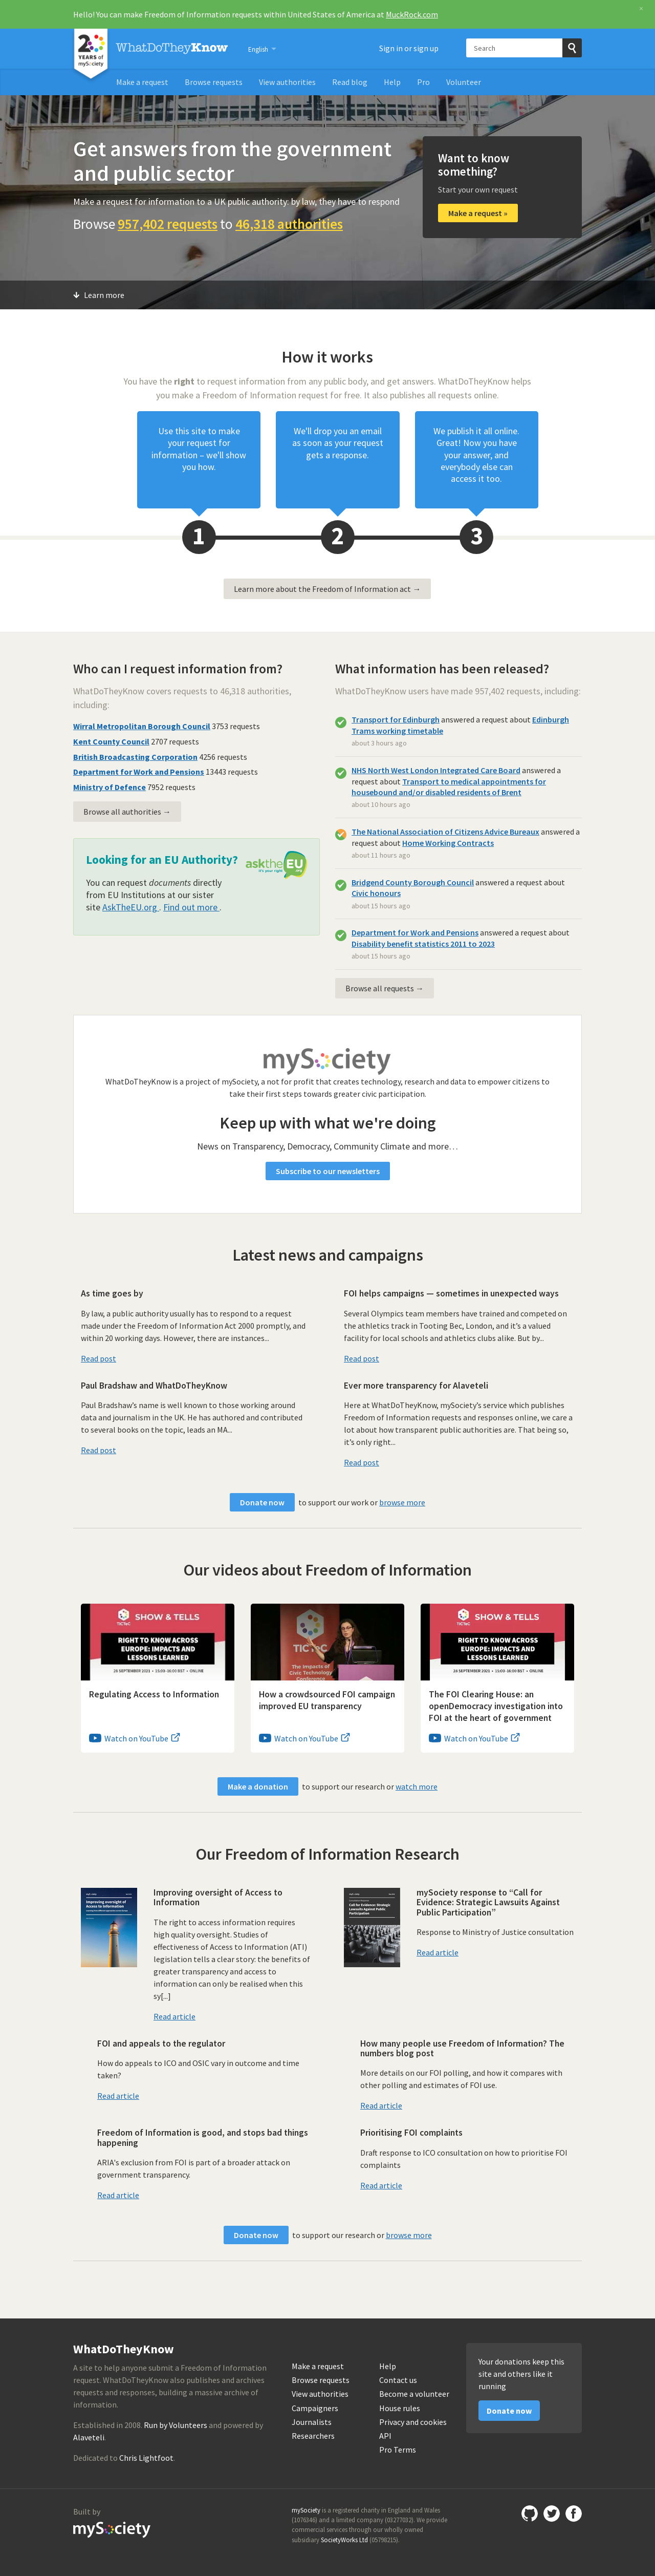 Hello! You can make Freedom of Information requests within United States of America at MuckRock.com
×
20
YEARS of
mySociety
WhatDoTheyKnow
English
Sign in or sign up
Search
Make a request
Browse requests
View authorities
Read blog
Help
Pro
Volunteer
Get answers from the government
and public sector
Make a request for information to a UK public authority: by law, they have to respond
Browse 957,402 requests to 46,318 authorities
Want to know
something?
Start your own request
Make a request »
Learn more
How it works
You have the right to request information from any public body, and get answers. WhatDoTheyKnow helps
you make a Freedom of Information request for free. It also publishes all requests online.
Use this site to make
your request for
information – we'll show
you how.
We'll drop you an email
as soon as your request
gets a response.
We publish it all online.
Great! Now you have
your answer, and
everybody else can
access it too.
1
2
3
Learn more about the Freedom of Information act →
Who can I request information from?
WhatDoTheyKnow covers requests to 46,318 authorities,
including:
Wirral Metropolitan Borough Council 3753 requests
Kent County Council 2707 requests
British Broadcasting Corporation 4256 requests
Department for Work and Pensions 13443 requests
Ministry of Defence 7952 requests
Browse all authorities →
Looking for an EU Authority?
asktheEU
it's your right to know
You can request documents directly
from EU Institutions at our sister
site AskTheEU.org . Find out more .
What information has been released?
WhatDoTheyKnow users have made 957,402 requests, including:
Transport for Edinburgh answered a request about Edinburgh
Trams working timetable
about 3 hours ago
NHS North West London Integrated Care Board answered a
request about Transport to medical appointments for
housebound and/or disabled residents of Brent
about 10 hours ago
The National Association of Citizens Advice Bureaux answered a
request about Home Working Contracts
about 11 hours ago
Bridgend County Borough Council answered a request about
Civic honours
about 15 hours ago
Department for Work and Pensions answered a request about
Disability benefit statistics 2011 to 2023
about 15 hours ago
Browse all requests →
mySociety
WhatDoTheyKnow is a project of mySociety, a not for profit that creates technology, research and data to empower citizens to
take their first steps towards greater civic participation.
Keep up with what we're doing
News on Transparency, Democracy, Community Climate and more…
Subscribe to our newsletters
Latest news and campaigns
As time goes by
By law, a public authority usually has to respond to a request
made under the Freedom of Information Act 2000 promptly, and
within 20 working days. However, there are instances...
Read post
FOI helps campaigns — sometimes in unexpected ways
Several Olympics team members have trained and competed on
the athletics track in Tooting Bec, London, and it's a valued
facility for local schools and athletics clubs alike. But by...
Read post
Paul Bradshaw and WhatDoTheyKnow
Paul Bradshaw's name is well known to those working around
data and journalism in the UK. He has authored and contributed
to several books on the topic, leads an MA...
Read post
Ever more transparency for Alaveteli
Here at WhatDoTheyKnow, mySociety's service which publishes
Freedom of Information requests and responses online, we care a
lot about how transparent public authorities are. That being so,
it's only right...
Read post
Donate now to support our work or browse more
Our videos about Freedom of Information
TICTeC
SHOW & TELLS
RIGHT TO KNOW ACROSS
EUROPE: IMPACTS AND
LESSONS LEARNED
Regulating Access to Information
Watch on YouTube
TICTeC
The Impacts of
Civic Technology
Conference
How a crowdsourced FOI campaign
improved EU transparency
Watch on YouTube
TICTeC
SHOW & TELLS
RIGHT TO KNOW ACROSS
EUROPE: IMPACTS AND
LESSONS LEARNED
The FOI Clearing House: an
openDemocracy investigation into
FOI at the heart of government
Watch on YouTube
Make a donation to support our research or watch more
Our Freedom of Information Research
Improving oversight of
Access to Information
Improving oversight of Access to
Information
The right to access information requires
high quality oversight. Studies of
effectiveness of Access to Information (ATI)
legislation tells a clear story: the benefits of
greater transparency and access to
information can only be realised when this
sy[...]
Read article
Call for Evidence: Strategic
Lawsuits Against Public
Participation
mySociety response to “Call for
Evidence: Strategic Lawsuits Against
Public Participation”
Response to Ministry of Justice consultation
Read article
FOI and appeals to the regulator
How do appeals to ICO and OSIC vary in outcome and time
taken?
Read article
How many people use Freedom of Information? The
numbers blog post
More details on our FOI polling, and how it compares with
other polling and estimates of FOI use.
Read article
Freedom of Information is good, and stops bad things
happening
ARIA's exclusion from FOI is part of a broader attack on
government transparency.
Read article
Prioritising FOI complaints
Draft response to ICO consultation on how to prioritise FOI
complaints
Read article
Donate now to support our research or browse more
WhatDoTheyKnow
A site to help anyone submit a Freedom of Information
request. WhatDoTheyKnow also publishes and archives
requests and responses, building a massive archive of
information.
Established in 2008. Run by Volunteers and powered by
Alaveteli.
Dedicated to Chris Lightfoot.
Make a request
Browse requests
View authorities
Campaigners
Journalists
Researchers
Help
Contact us
Become a volunteer
House rules
Privacy and cookies
API
Pro Terms
Your donations keep this
site and others like it
running
Donate now
Built by
mySociety
mySociety is a registered charity in England and Wales
(1076346) and a limited company (03277032). We provide
commercial services through our wholly owned
subsidiary SocietyWorks Ltd (05798215).